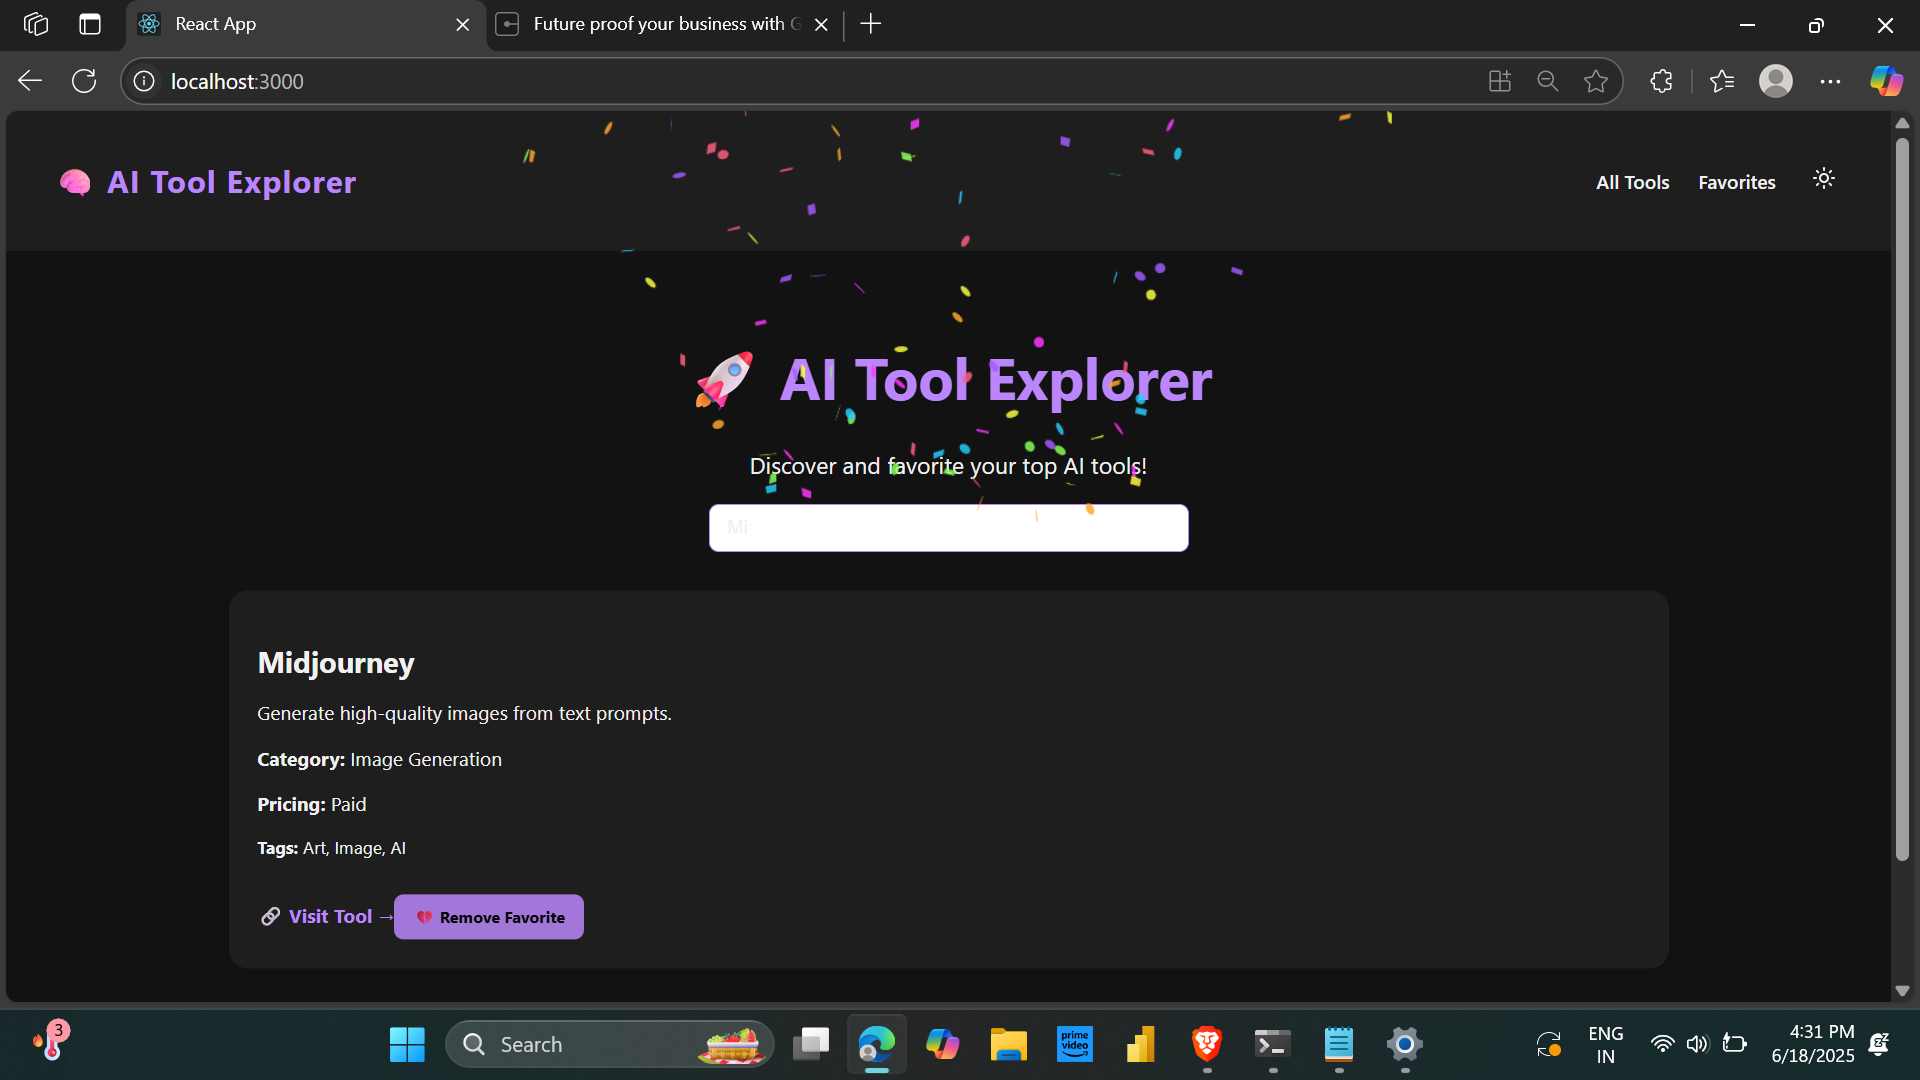 React App
Future proof your business with G
localhost:3000
AI Tool Explorer
All Tools
Favorites
AI Tool Explorer
Discover and favorite your top AI tools!
Mi
Midjourney
Generate high-quality images from text prompts.
Category: Image Generation
Pricing: Paid
Tags: Art, Image, AI
Visit Tool →
Remove Favorite
3
Search
prime video
ENG
IN
4:31 PM
6/18/2025